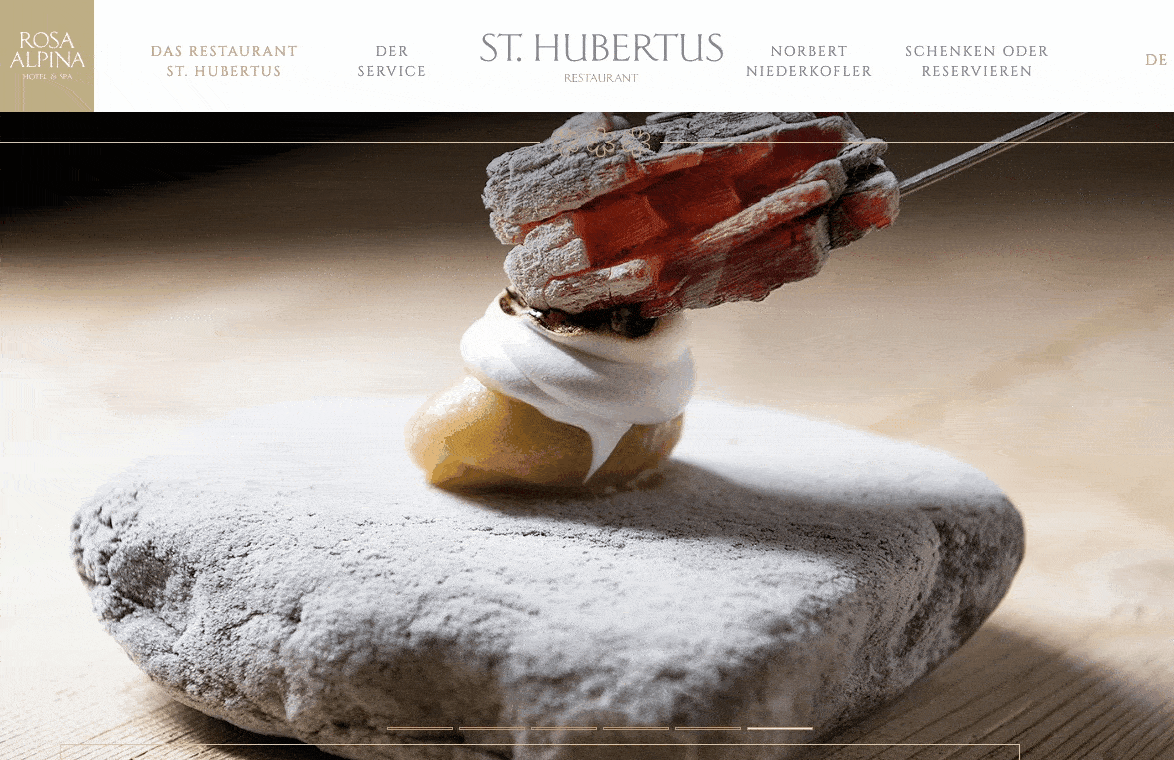 ROSA
ALPINA
HOTEL & SPA
DAS RESTAURANT
ST. HUBERTUS
DER
SERVICE
ST. HUBERTUS
RESTAURANT
NORBERT
NIEDERKOFLER
SCHENKEN ODER
RESERVIEREN
DE